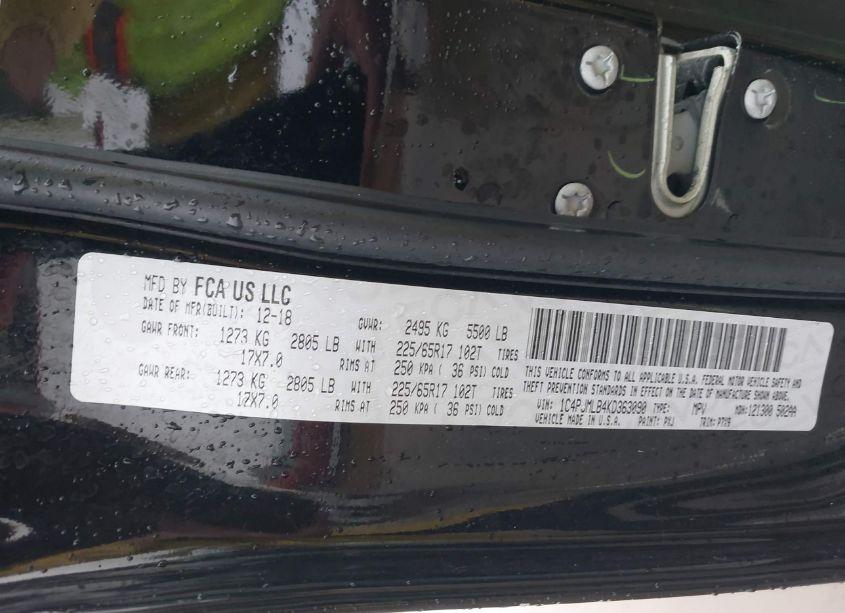 MFD BY FCA US LLC
DATE OF MFR(BUILT): 12-18 GVWR: 2495 KG 5500 LB
GAWR FRONT: 1273 KG 2805 LB WITH 225/65R17 102T TIRES
17X7.0 RIMS AT 250 KPA ( 36 PSI) COLD
GAWR REAR: 1273 KG 2805 LB WITH 225/65R17 102T TIRES
17X7.0 RIMS AT 250 KPA ( 36 PSI) COLD
THIS VEHICLE CONFORMS TO ALL APPLICABLE U.S.A. FEDERAL MOTOR VEHICLE SAFETY AND
THEFT PREVENTION STANDARDS IN EFFECT ON THE DATE OF MANUFACTURE SHOWN ABOVE.
VIN: 1C4PJMLB4KD363090 TYPE: MPV MDH: 121300 5029A
VEHICLE MADE IN U.S.A. PAINT: PXJ TRIM: